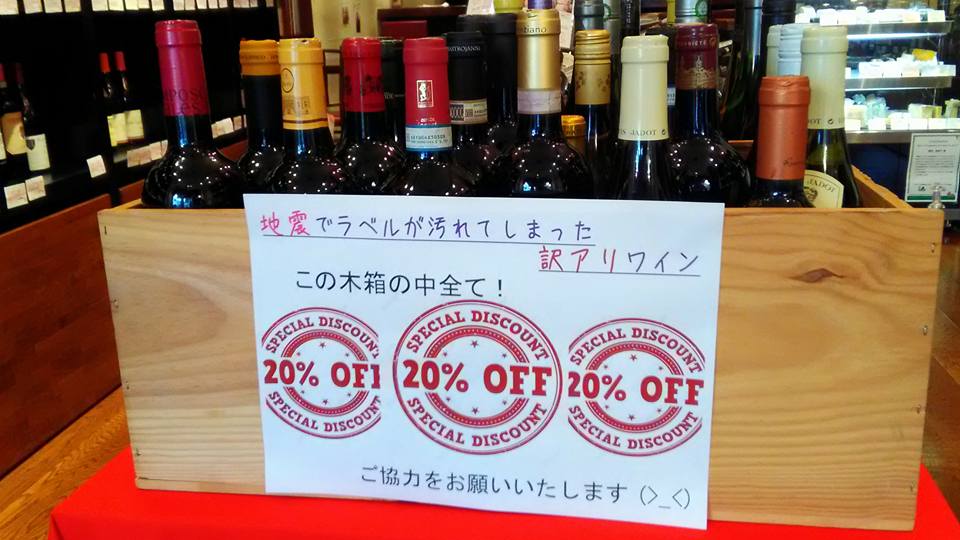 地震でラベルが汚れてしまった
訳アリワイン
この木箱の中全て！
SPECIAL DISCOUNT
20% OFF
SPECIAL DISCOUNT
SPECIAL DISCOUNT
20% OFF
SPECIAL DISCOUNT
SPECIAL DISCOUNT
20% OFF
SPECIAL DISCOUNT
ご協力をお願いいたします (>_<)
JADOT